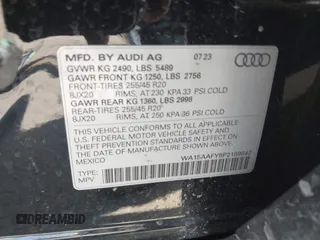 MFD. BY AUDI AG 07 23
GVWR KG 2490, LBS 5489
GAWR FRONT KG 1250, LBS 2756
FRONT-TIRES 255/45 R20
8JX20 RIMS, AT 230 KPA 33 PSI COLD
GAWR REAR KG 1360, LBS 2998
REAR-TIRES 255/45 R20
8JX20 RIMS, AT 250 KPA 36 PSI COLD
THIS VEHICLE CONFORMS TO ALL
APPLICABLE U.S. FEDERAL MOTOR VEHICLE
SAFETY AND THEFT PREVENTION
STANDARDS IN EFFECT ON THE DATE OF
MANUFACTURE SHOWN ABOVE.
MEXICO
TYPE:
MPV
AUTOBIDMASTER